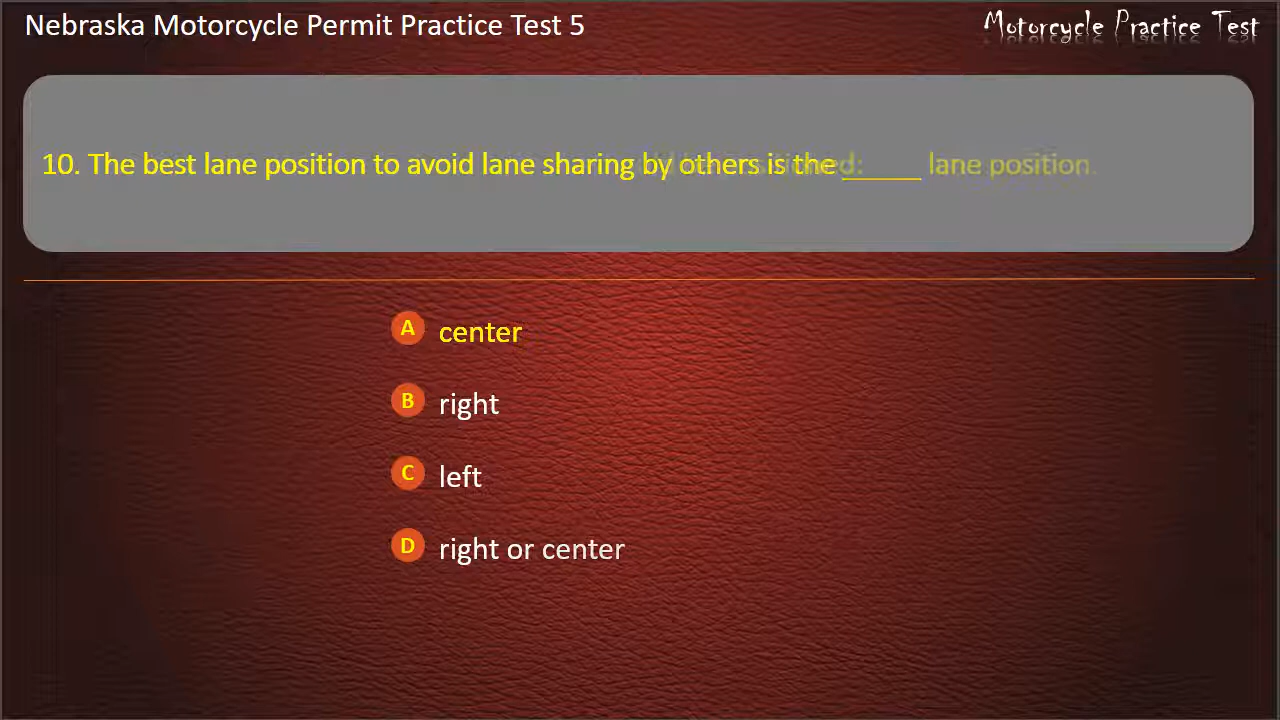 Nebraska Motorcycle Permit Practice Test 5
Motorcycle Practice Test
10. The best lane position to avoid lane sharing by others is the _____ lane position.
A center
B right
C left
D right or center